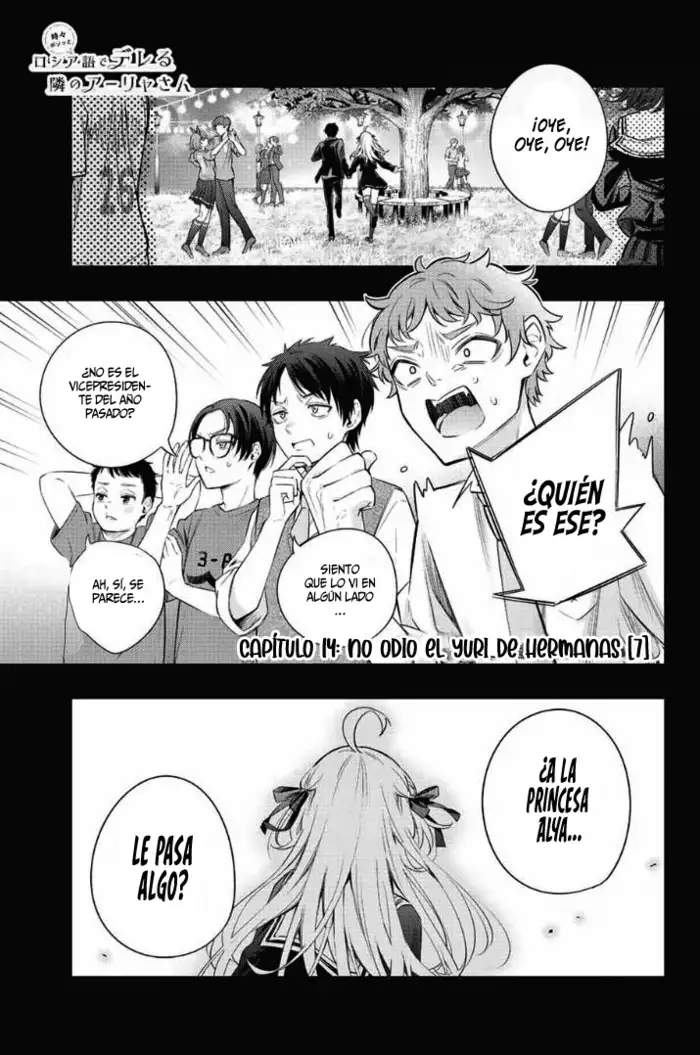 時々
ボソッと
ロシア語でデレる
隣のアーリャさん
¡OYE,
OYE, OYE!
¿QUIÉN
ES ESE?
¿NO ES EL
VICEPRESIDEN-
TE DEL AÑO
PASADO?
3-A
SIENTO
QUE LO VI EN
ALGÚN LADO
...
AH, SÍ, SE
PARECE...
CAPÍTULO 14: NO ODIO EL YURI DE HERMANAS [7]
¿A LA
PRINCESA
ALYA...
LE PASA
ALGO?